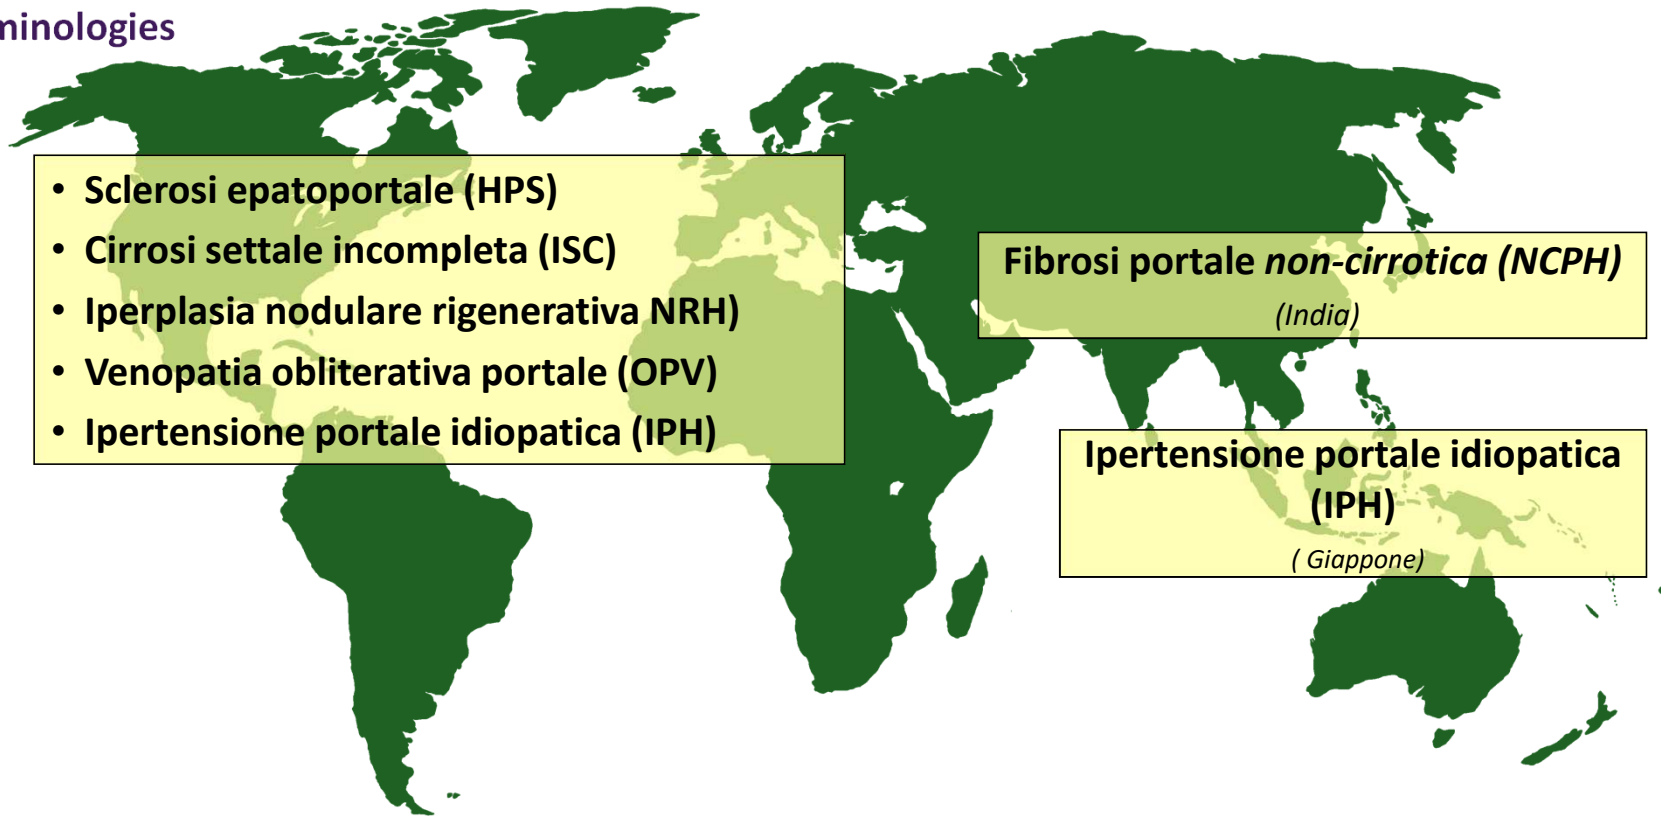 minologies
• Sclerosi epatoportale (HPS)
• Cirrosi settale incompleta (ISC)
• Iperplasia nodulare rigenerativa NRH)
• Venopatia obliterativa portale (OPV)
• Ipertensione portale idiopatica (IPH)
Fibrosi portale non-cirrotica (NCPH)
(India)
Ipertensione portale idiopatica
(IPH)
( Giappone)